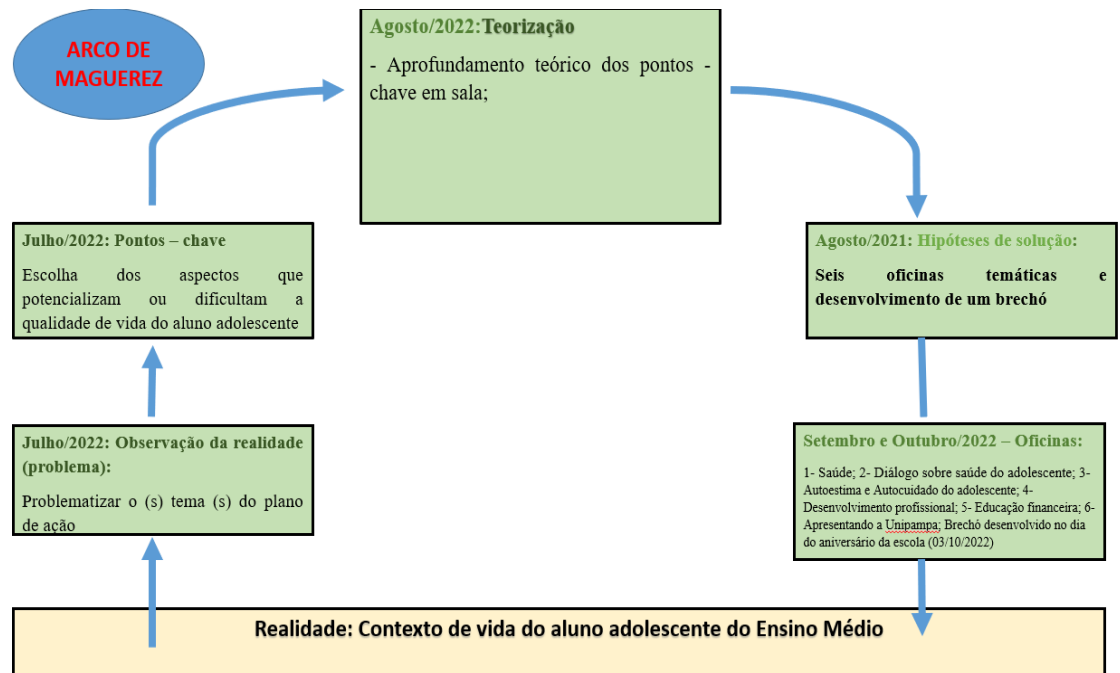 ARCO DE
MAGUEREZ
Agosto/2022:Teorização
- Aprofundamento teórico dos pontos -
chave em sala;
Julho/2022: Pontos – chave
Escolha dos aspectos que
potencializam ou dificultam a
qualidade de vida do aluno adolescente
Agosto/2021: Hipóteses de solução:
Seis oficinas temáticas e
desenvolvimento de um brechó
Julho/2022: Observação da realidade
(problema):
Problematizar o (s) tema (s) do plano
de ação
Setembro e Outubro/2022 – Oficinas:
1- Saúde; 2- Diálogo sobre saúde do adolescente; 3-
Autoestima e Autocuidado do adolescente; 4-
Desenvolvimento profissional; 5- Educação financeira; 6-
Apresentando a Unipampa; Brechó desenvolvido no dia
do aniversário da escola (03/10/2022)
Realidade: Contexto de vida do aluno adolescente do Ensino Médio